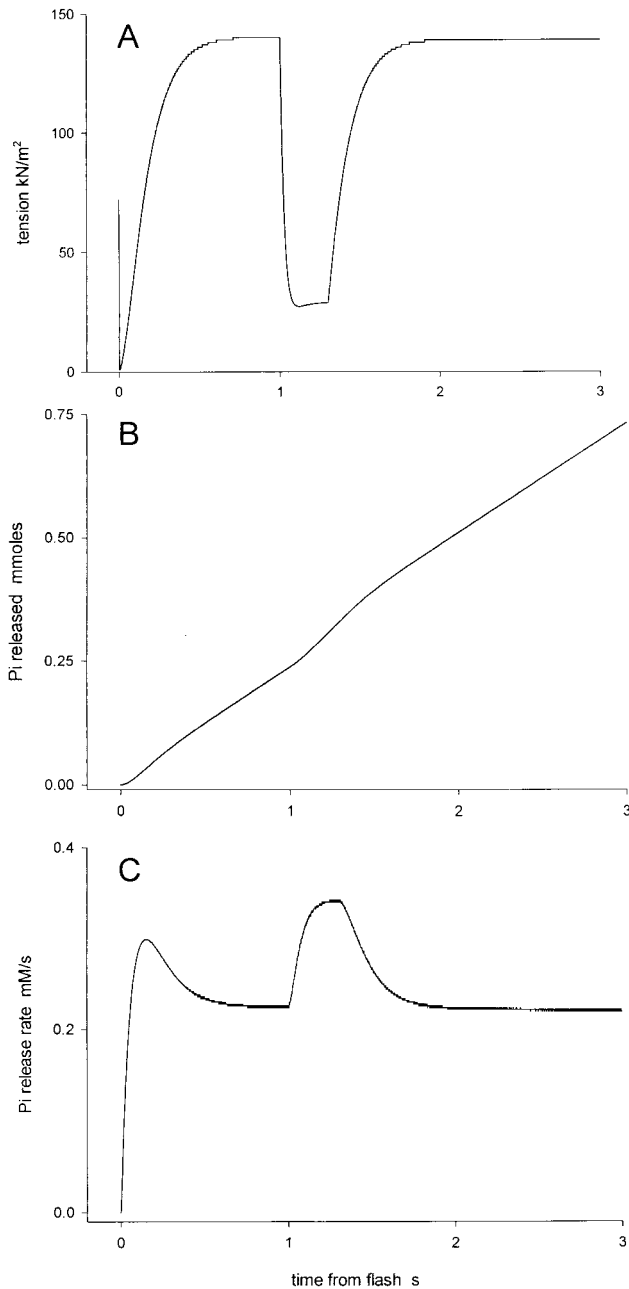 A
150
100
50
0
tension kN/m²
0 1 2 3
B
0.75
0.50
0.25
0.00
Pi released mmoles
0 1 2 3
C
0.4
0.2
0.0
Pi release rate mM/s
0 1 2 3
time from flash s